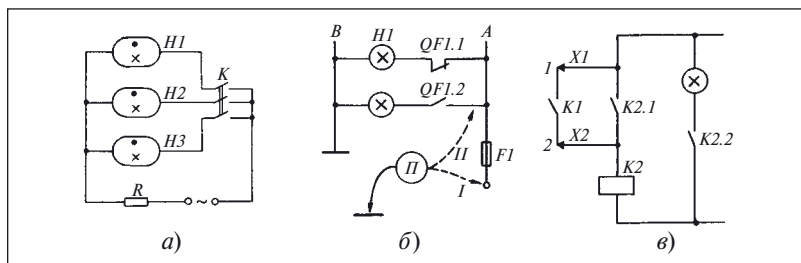 H1
H2
H3
K
R
~
а)
B
A
H1
QF1.1
QF1.2
F1
П
II
I
б)
1
X1
K1
K2.1
2
X2
K2
K2.2
в)